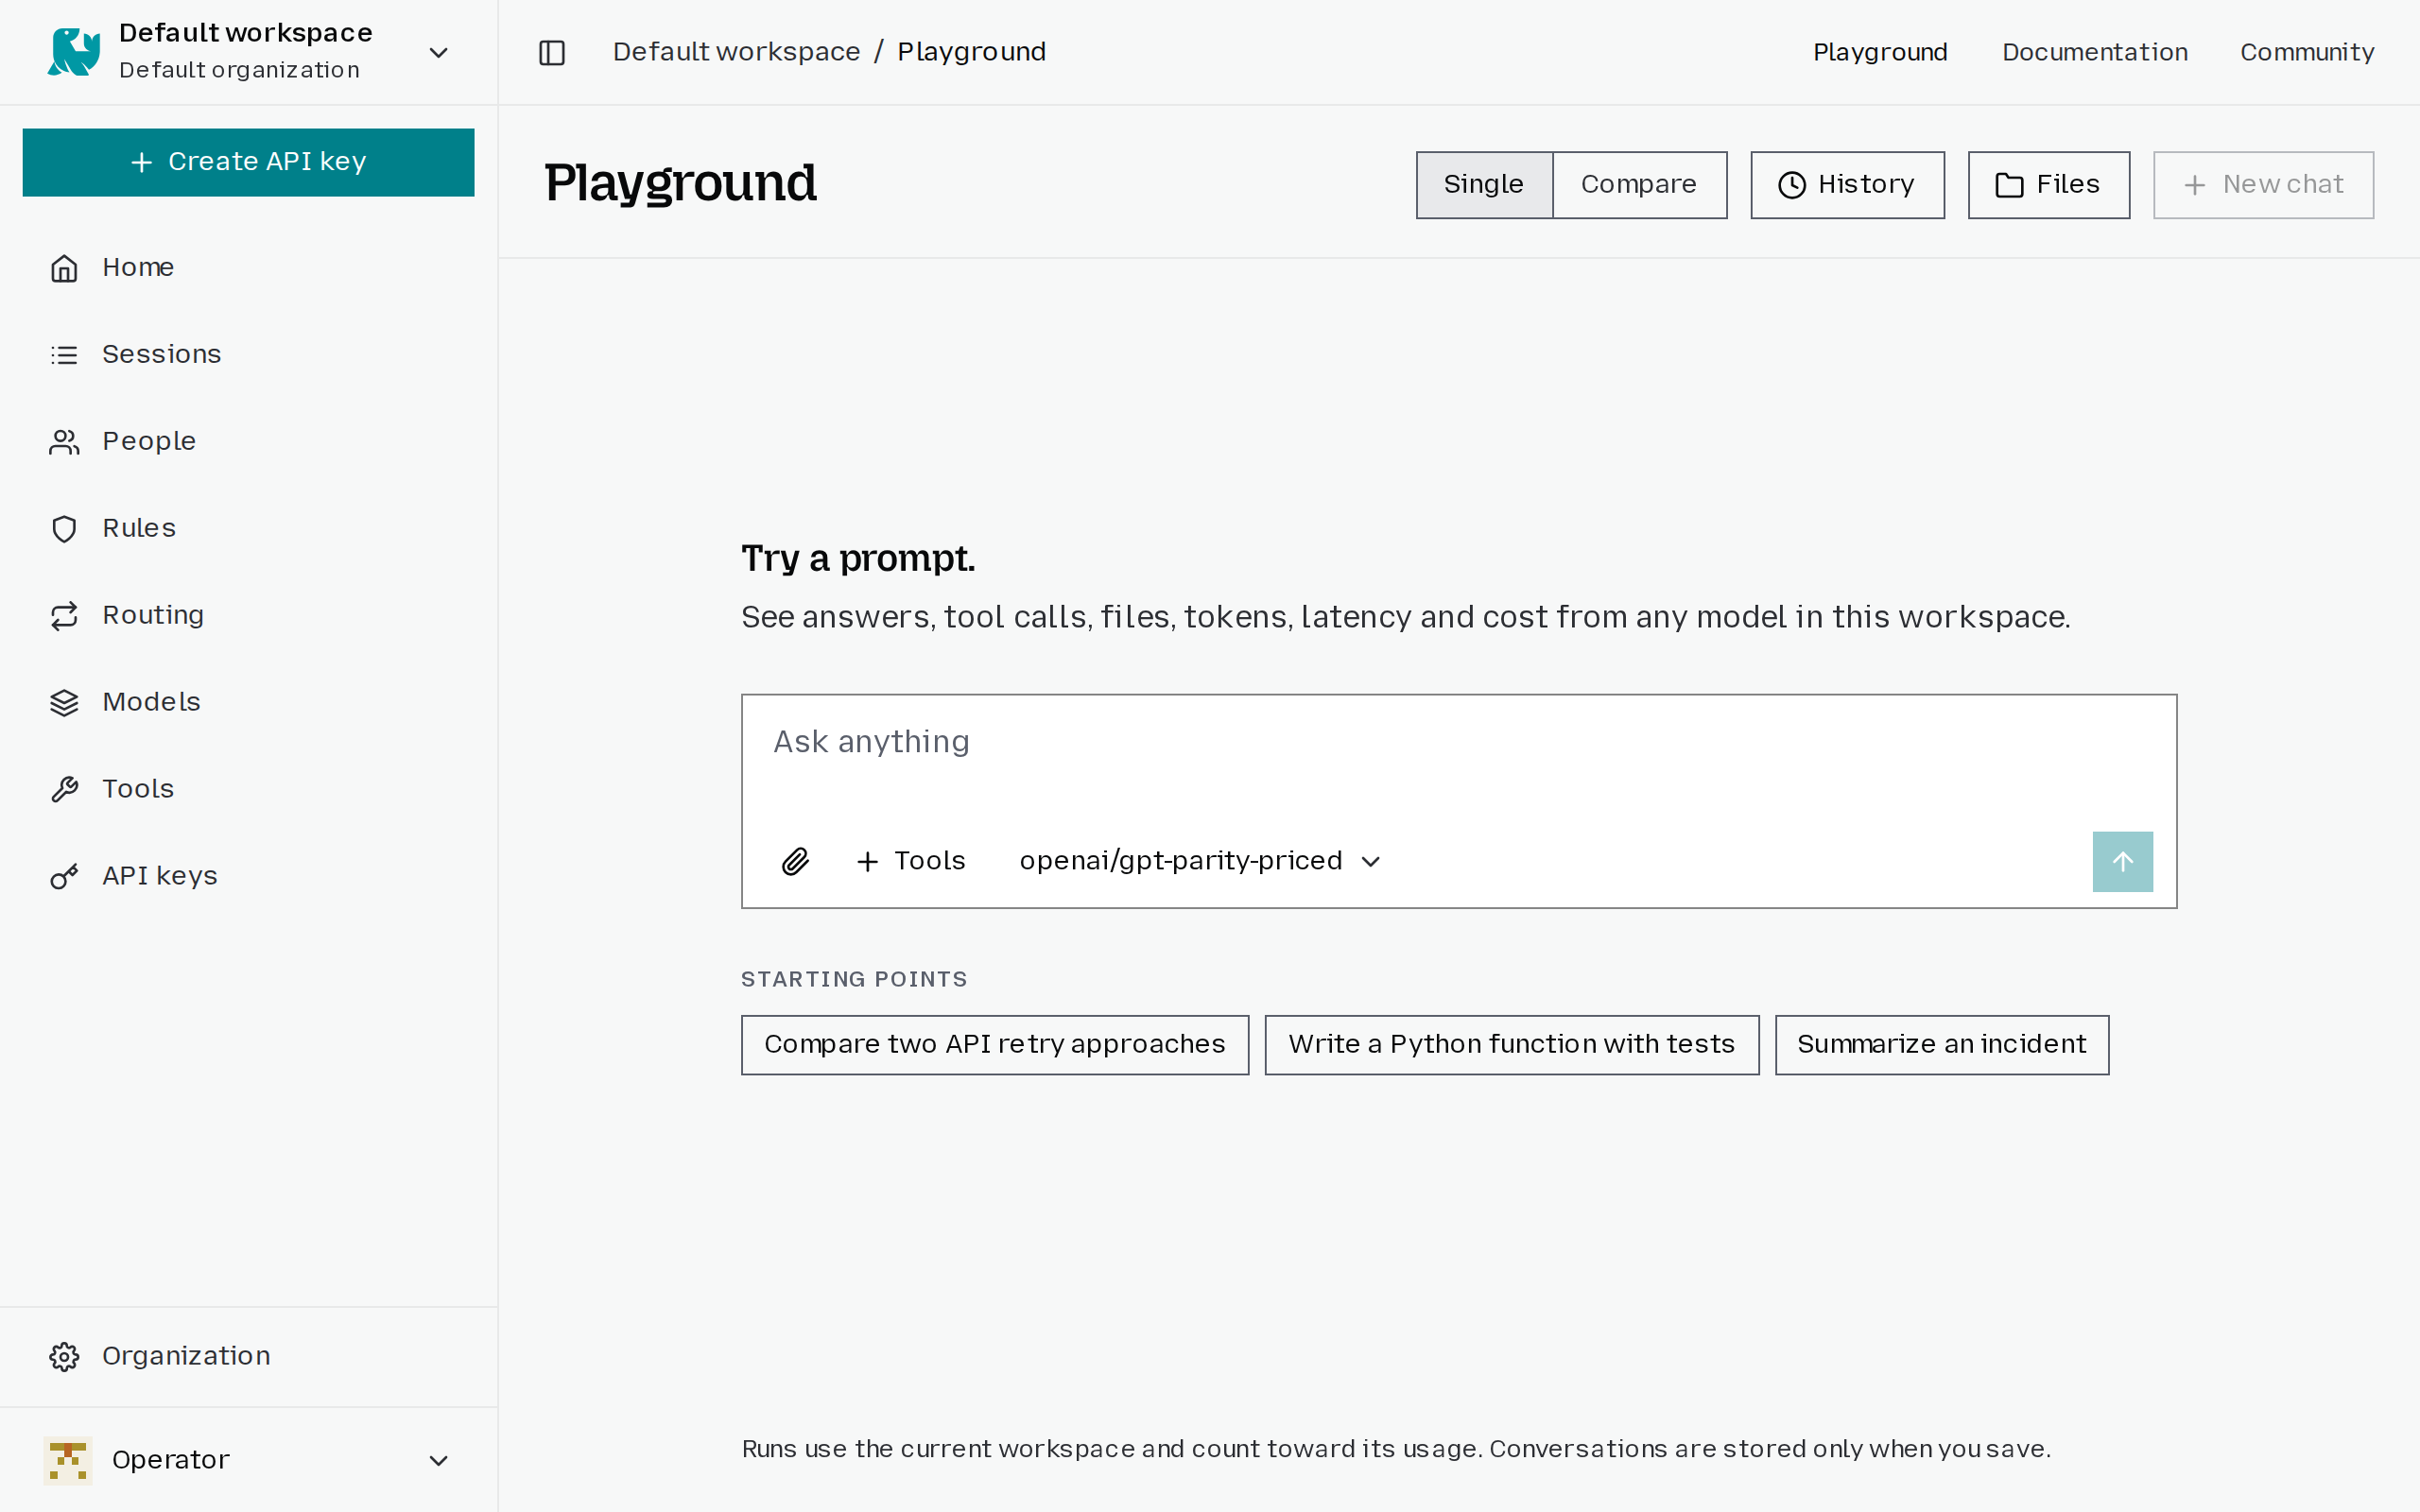 Default workspace
Default organization
Default workspace / Playground
Playground
Documentation
Community
Create API key
Home
Sessions
People
Rules
Routing
Models
Tools
API keys
Organization
Operator
Playground
Single
Compare
History
Files
New chat
Try a prompt.
See answers, tool calls, files, tokens, latency and cost from any model in this workspace.
Ask anything
Tools
openai/gpt-parity-priced
STARTING POINTS
Compare two API retry approaches
Write a Python function with tests
Summarize an incident
Runs use the current workspace and count toward its usage. Conversations are stored only when you save.